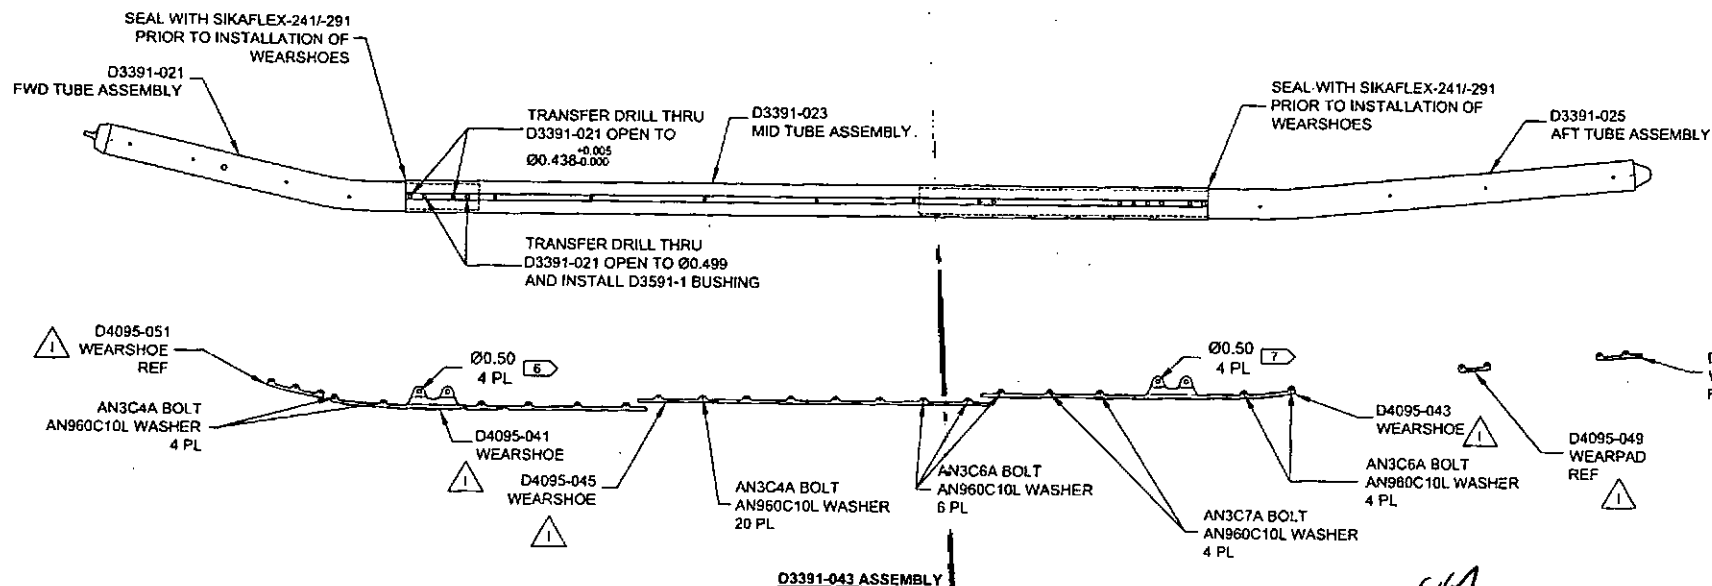 SEAL WITH SIKAFLEX-241/-291
PRIOR TO INSTALLATION OF
WEARSHOES
D3391-021
FWD TUBE ASSEMBLY
TRANSFER DRILL THRU
D3391-021 OPEN TO
Ø0.438 +0.005 -0.000
D3391-023
MID TUBE ASSEMBLY
SEAL WITH SIKAFLEX-241/-291
PRIOR TO INSTALLATION OF
WEARSHOES
D3391-025
AFT TUBE ASSEMBLY
TRANSFER DRILL THRU
D3391-021 OPEN TO Ø0.499
AND INSTALL D3591-1 BUSHING
1
D4095-051
WEARSHOE
REF
Ø0.50
4 PL
6
AN3C4A BOLT
AN960C10L WASHER
4 PL
D4095-041
WEARSHOE
1
D4095-045
WEARSHOE
1
AN3C4A BOLT
AN960C10L WASHER
20 PL
AN3C6A BOLT
AN960C10L WASHER
6 PL
Ø0.50
4 PL
7
AN3C7A BOLT
AN960C10L WASHER
4 PL
AN3C6A BOLT
AN960C10L WASHER
4 PL
D4095-043
WEARSHOE
1
D4095-049
WEARPAD
REF
1
D3391-043 ASSEMBLY